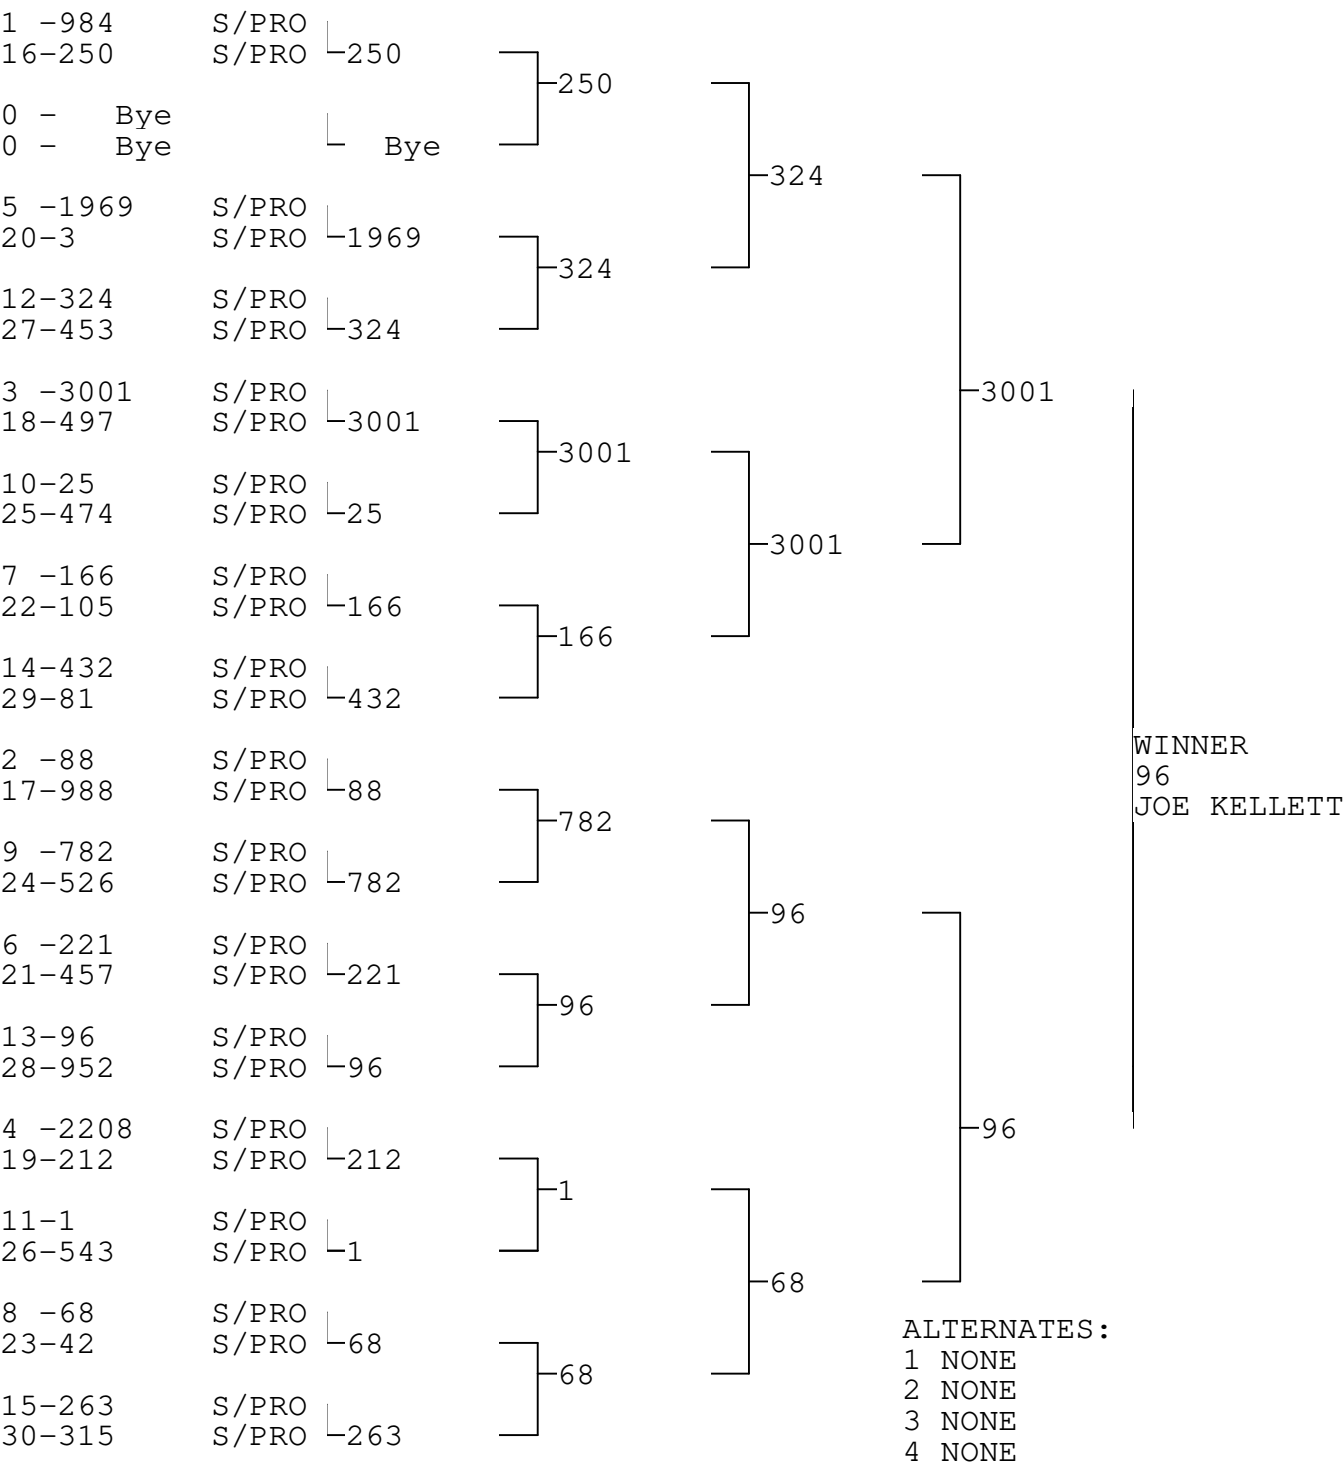 1 -984 S/PRO
16-250 S/PRO 250
250
0 - Bye
0 - Bye Bye
324
5 -1969 S/PRO
20-3 S/PRO 1969
324
12-324 S/PRO
27-453 S/PRO 324
3 -3001 S/PRO 3001
18-497 S/PRO 3001
3001
10-25 S/PRO
25-474 S/PRO 25
3001
7 -166 S/PRO
22-105 S/PRO 166
166
14-432 S/PRO
29-81 S/PRO 432
WINNER
2 -88 S/PRO 96
17-988 S/PRO 88
JOE KELLETT
782
9 -782 S/PRO
24-526 S/PRO 782
96
6 -221 S/PRO
21-457 S/PRO 221
96
13-96 S/PRO
28-952 S/PRO 96
4 -2208 S/PRO 96
19-212 S/PRO 212
1
11-1 S/PRO
26-543 S/PRO 1
68
8 -68 S/PRO
23-42 S/PRO 68
68
15-263 S/PRO
30-315 S/PRO 263
ALTERNATES:
1 NONE
2 NONE
3 NONE
4 NONE